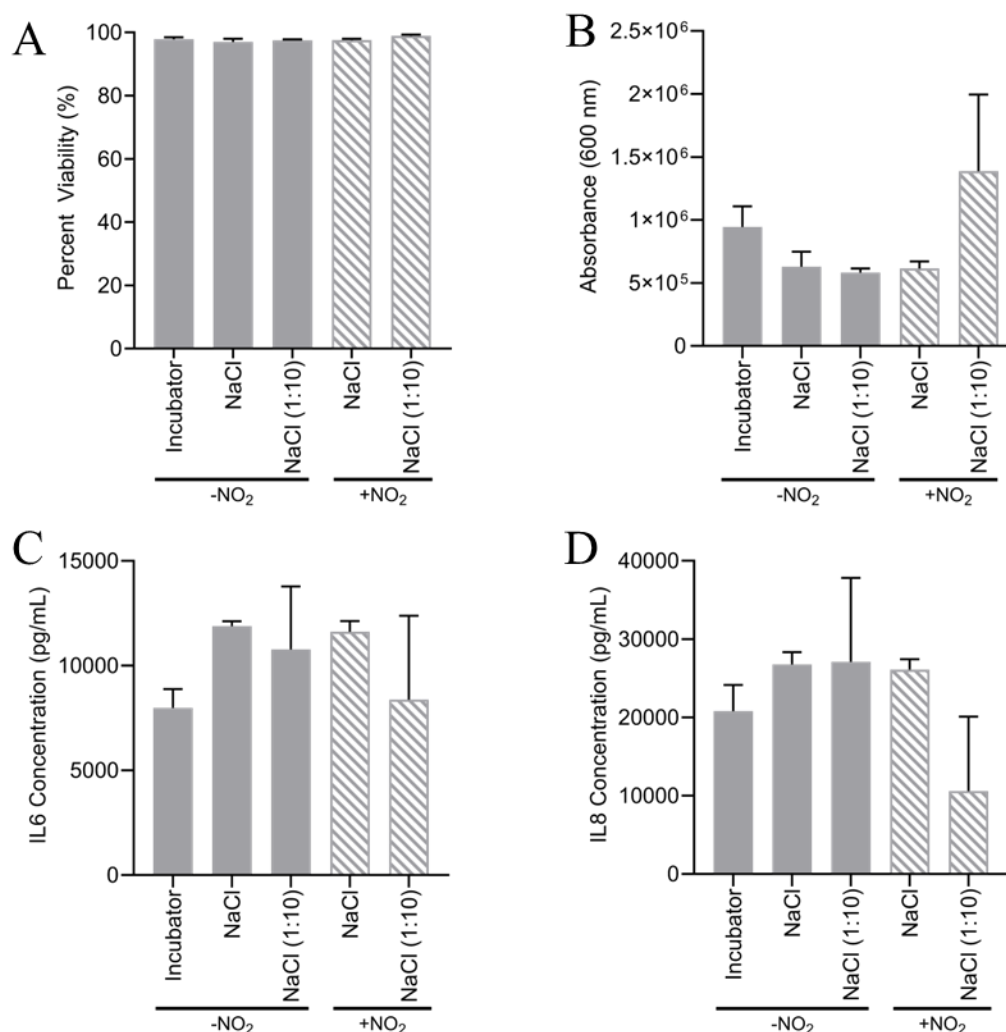 A
Percent Viability (%)
100
80
60
40
20
0
Incubator
NaCl
NaCl (1:10)
NaCl
NaCl (1:10)
-NO₂
+NO₂
B
Absorbance (600 nm)
2.5×10⁶
2×10⁶
1.5×10⁶
1×10⁶
5×10⁵
0
Incubator
NaCl
NaCl (1:10)
NaCl
NaCl (1:10)
-NO₂
+NO₂
C
IL6 Concentration (pg/mL)
15000
10000
5000
0
Incubator
NaCl
NaCl (1:10)
NaCl
NaCl (1:10)
-NO₂
+NO₂
D
IL8 Concentration (pg/mL)
40000
30000
20000
10000
0
Incubator
NaCl
NaCl (1:10)
NaCl
NaCl (1:10)
-NO₂
+NO₂